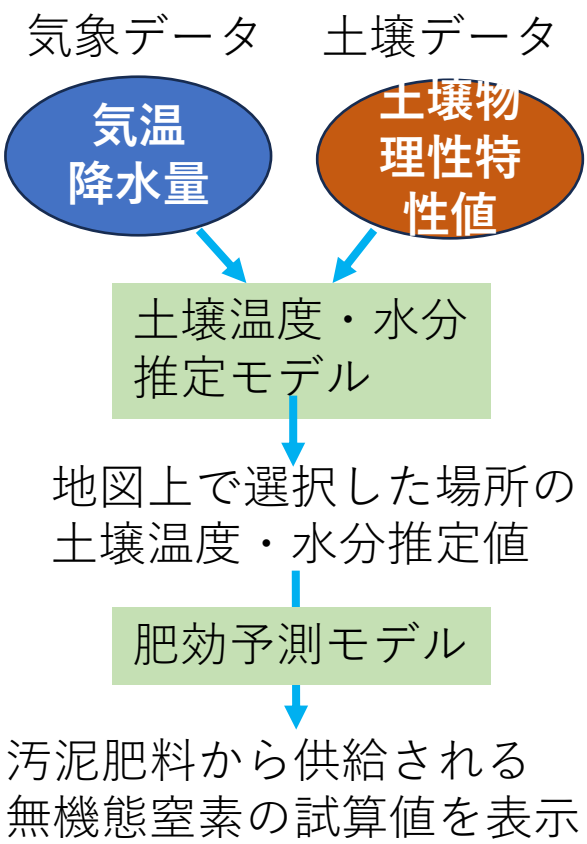 気象データ
土壌データ
気温
降水量
土壌物
理性特
性値
土壌温度・水分
推定モデル
地図上で選択した場所の
土壌温度・水分推定値
肥効予測モデル
汚泥肥料から供給される
無機態窒素の試算値を表示